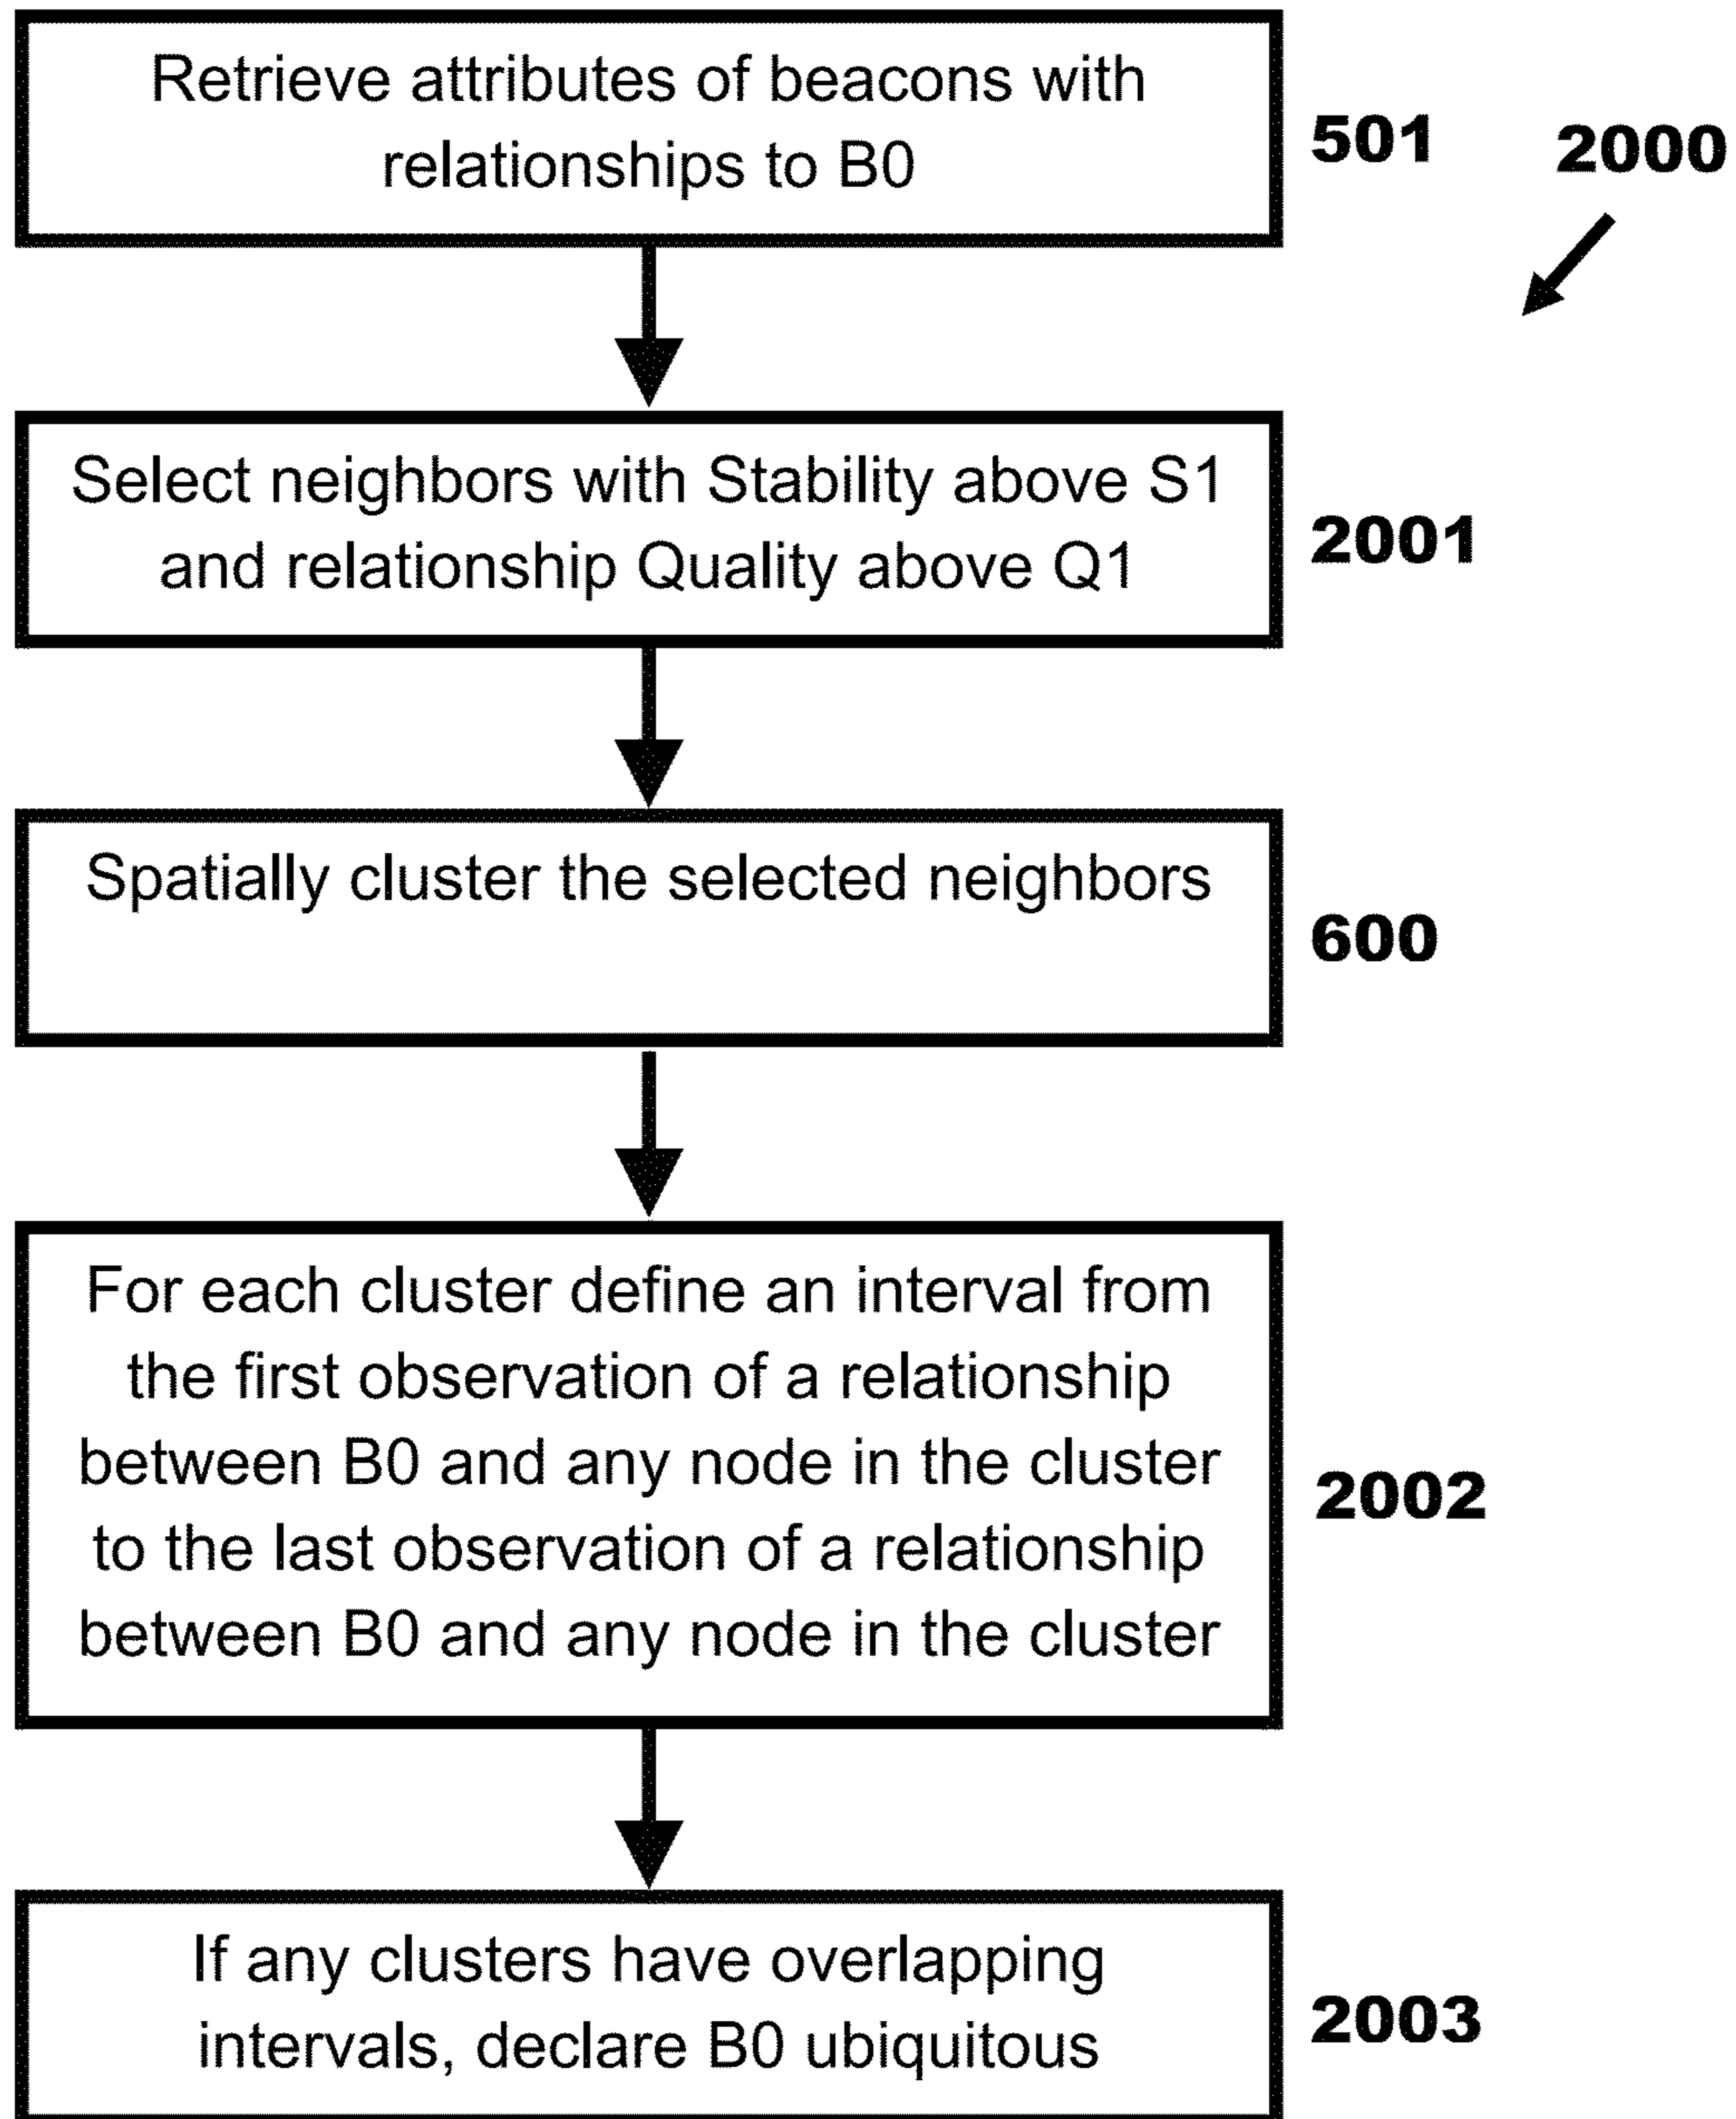 Retrieve attributes of beacons with
relationships to B0
501
2000
Select neighbors with Stability above S1
and relationship Quality above Q1
2001
Spatially cluster the selected neighbors
600
For each cluster define an interval from
the first observation of a relationship
between B0 and any node in the cluster
to the last observation of a relationship
between B0 and any node in the cluster
2002
If any clusters have overlapping
intervals, declare B0 ubiquitous
2003